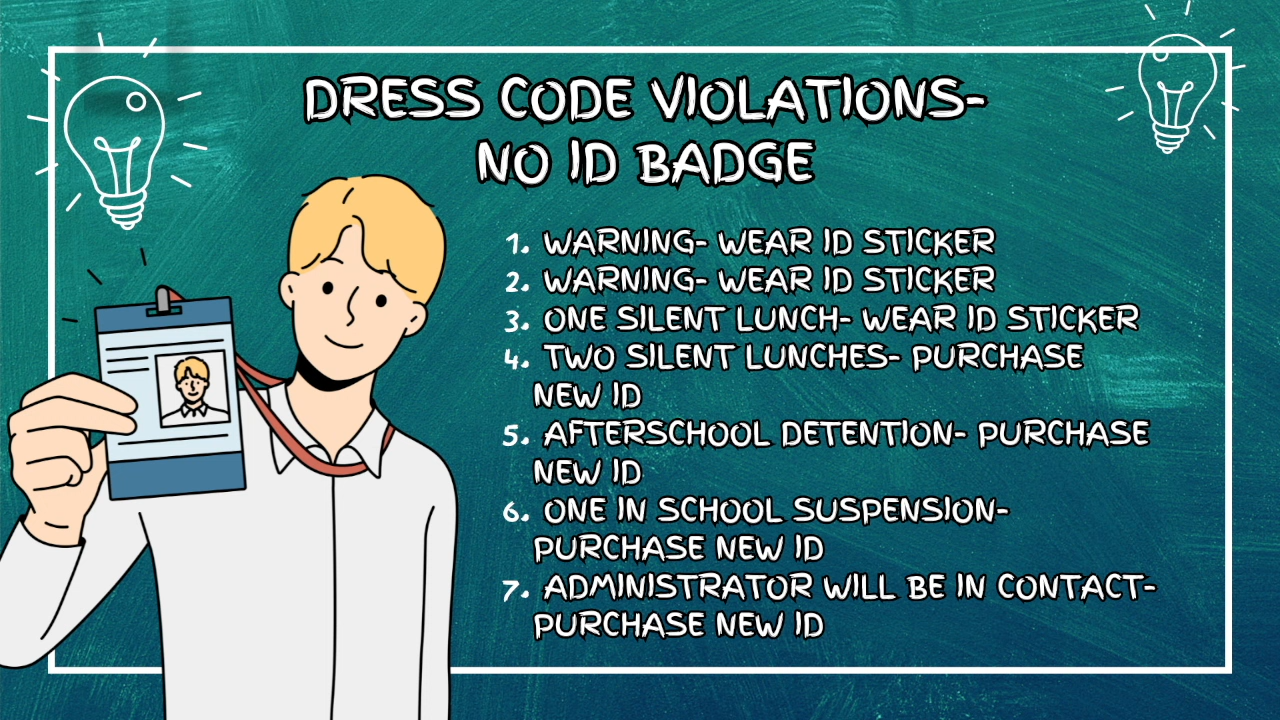 DRESS CODE VIOLATIONS-
NO ID BADGE
1. WARNING- WEAR ID STICKER
2. WARNING- WEAR ID STICKER
3. ONE SILENT LUNCH- WEAR ID STICKER
4. TWO SILENT LUNCHES- PURCHASE
NEW ID
5. AFTERSCHOOL DETENTION- PURCHASE
NEW ID
6. ONE IN SCHOOL SUSPENSION-
PURCHASE NEW ID
7. ADMINISTRATOR WILL BE IN CONTACT-
PURCHASE NEW ID